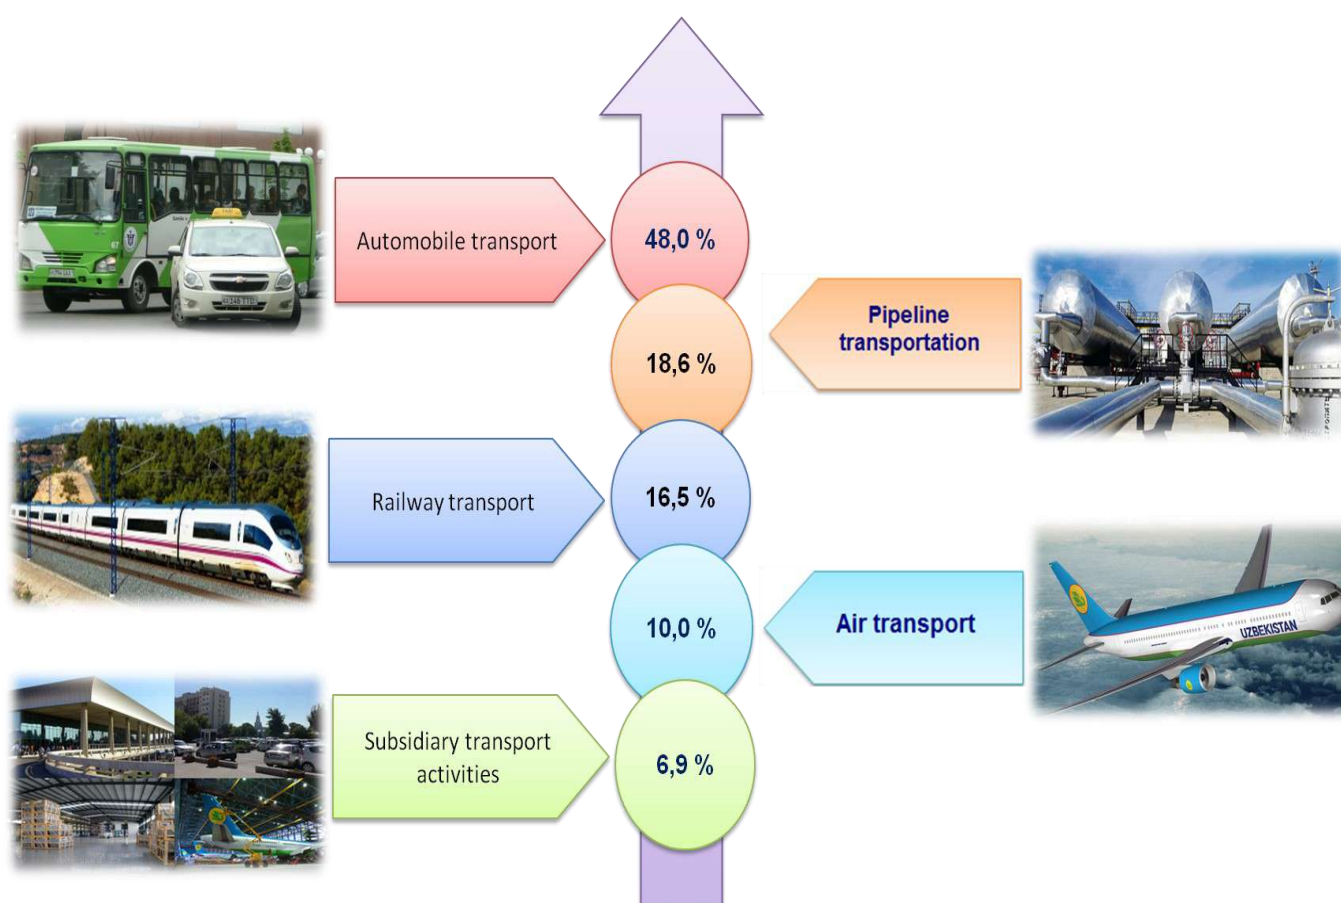 Automobile transport
48,0 %
Pipeline
transportation
18,6 %
Railway transport
16,5 %
Air transport
10,0 %
UZBEKISTAN
Subsidiary transport
activities
6,9 %
TAXI